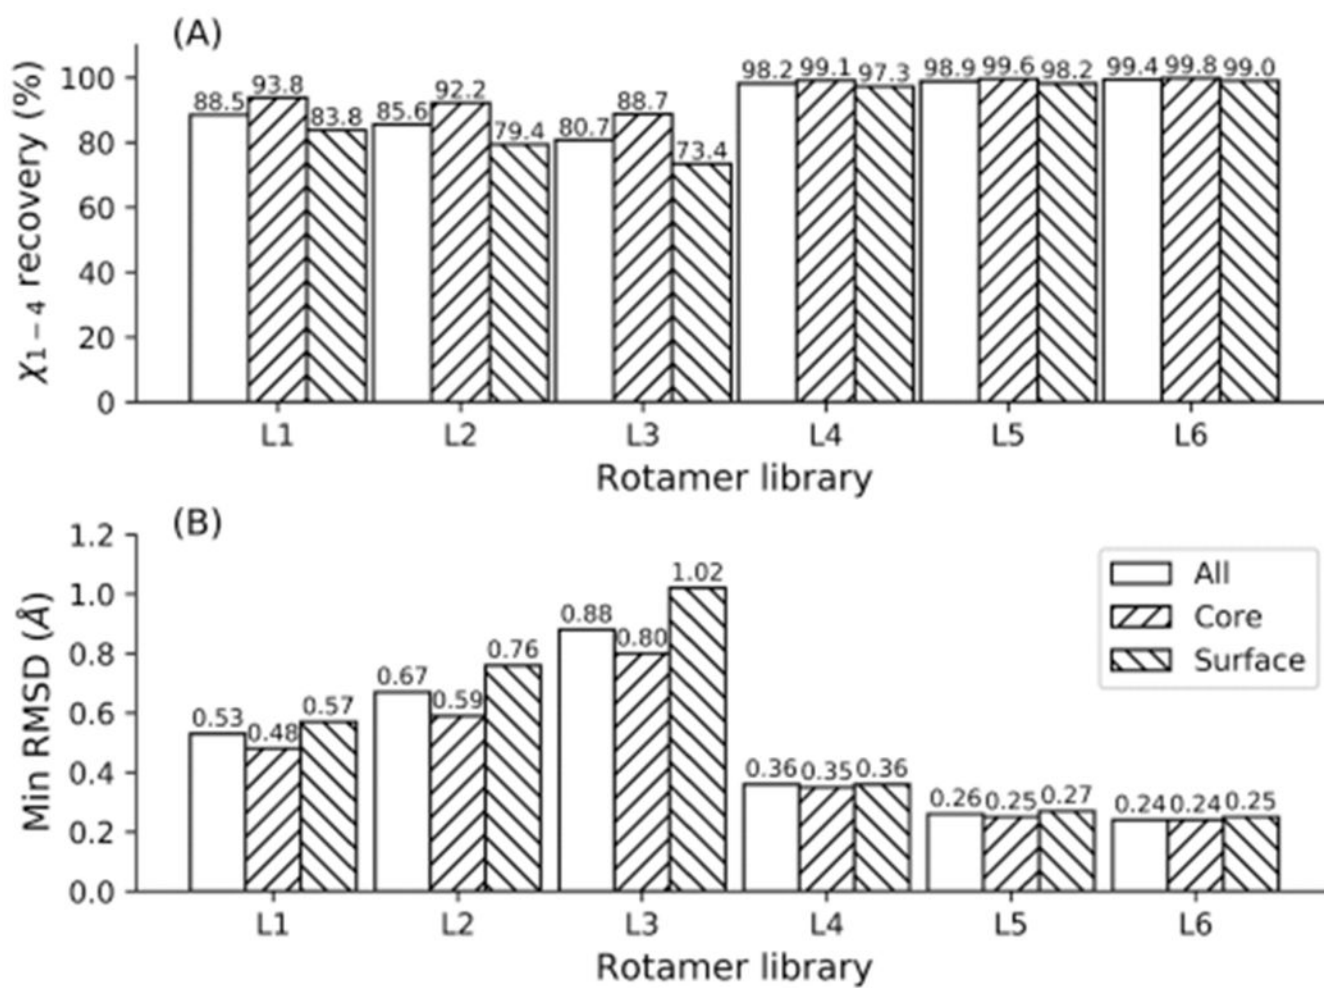 (A)
χ₁₋₄ recovery (%)
100
80
60
40
20
0
88.5 93.8 83.8 85.6 92.2 79.4 80.7 88.7 73.4 98.2 99.1 97.3 98.9 99.6 98.2 99.4 99.8 99.0
L1 L2 L3 L4 L5 L6
Rotamer library
(B)
Min RMSD (Å)
1.2
1.0
0.8
0.6
0.4
0.2
0.0
0.53 0.48 0.57 0.67 0.59 0.76 0.88 0.80 1.02 0.36 0.35 0.36 0.26 0.25 0.27 0.24 0.24 0.25
All
Core
Surface
L1 L2 L3 L4 L5 L6
Rotamer library